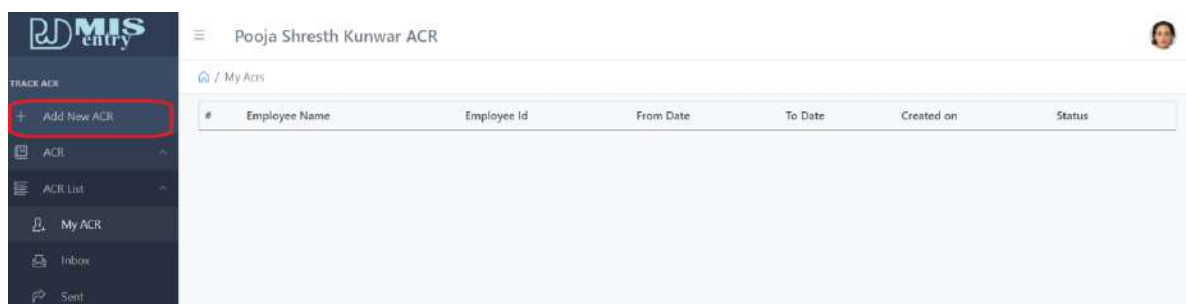 PWD MIS
entry
Pooja Shresth Kunwar ACR
TRACK ACR
/ My Acrs
+ Add New ACR
# Employee Name Employee Id From Date To Date Created on Status
ACR
ACR List
My ACR
Inbox
Sent